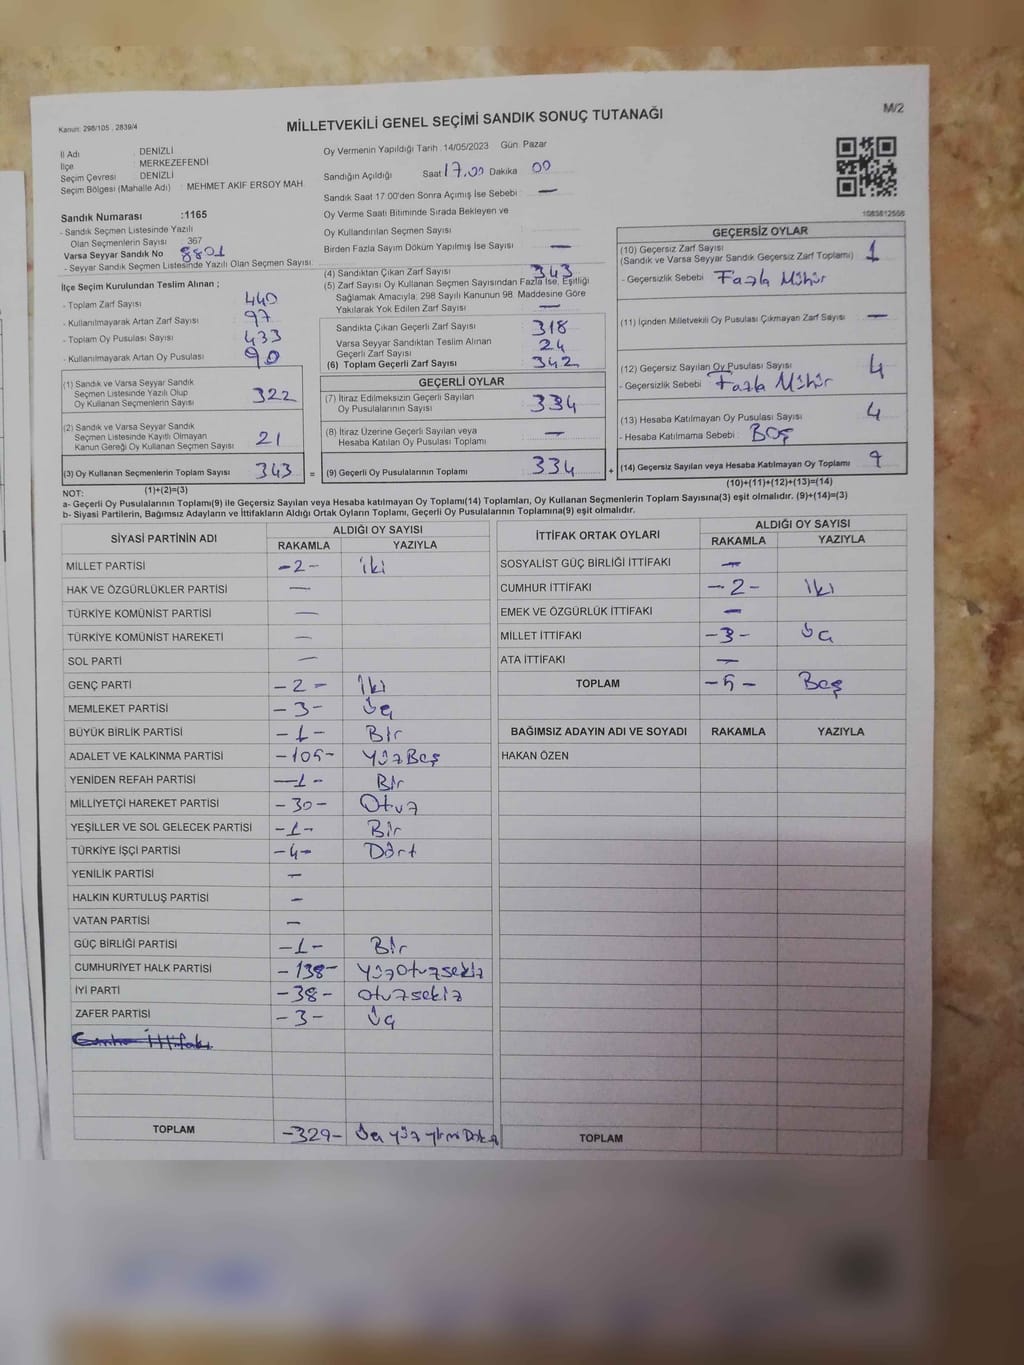 Kanun: 298/105 , 2839/4
MİLLETVEKİLİ GENEL SEÇİMİ SANDIK SONUÇ TUTANAĞI
M/2
İl Adı : DENİZLİ
İlçe : MERKEZEFENDİ
Seçim Çevresi : DENİZLİ
Seçim Bölgesi (Mahalle Adı) : MEHMET AKİF ERSOY MAH.
Oy Vermenin Yapıldığı Tarih : 14/05/2023 Gün: Pazar
Sandığın Açıldığı Saat 17.00 Dakika 00
Sandık Saat 17:00'den Sonra Açımış İse Sebebi : —
Oy Verme Saati Bitiminde Sırada Bekleyen ve
Oy Kullandırılan Seçmen Sayısı :
Birden Fazla Sayım Döküm Yapılmış İse Sayısı —
1083812556
Sandık Numarası :1165
- Sandık Seçmen Listesinde Yazılı
Olan Seçmenlerin Sayısı : 367
Varsa Seyyar Sandık No : 8801
- Seyyar Sandık Seçmen Listesinde Yazılı Olan Seçmen Sayısı:
İlçe Seçim Kurulundan Teslim Alınan ;
- Toplam Zarf Sayısı 440
- Kullanılmayarak Artan Zarf Sayısı 97
- Toplam Oy Pusulası Sayısı 433
- Kullanılmayarak Artan Oy Pusulası 90
(1) Sandık ve Varsa Seyyar Sandık
Seçmen Listesinde Yazılı Olup
Oy Kullanan Seçmenlerin Sayısı 322
(2) Sandık ve Varsa Seyyar Sandık
Seçmen Listesinde Kayıtlı Olmayan
Kanun Gereği Oy Kullanan Seçmen Sayısı 21
(3) Oy Kullanan Seçmenlerin Toplam Sayısı 343
(1)+(2)=(3)
(4) Sandıktan Çıkan Zarf Sayısı 343
(5) Zarf Sayısı Oy Kullanan Seçmen Sayısından Fazla İse, Eşitliği
Sağlamak Amacıyla; 298 Sayılı Kanunun 98. Maddesine Göre
Yakılarak Yok Edilen Zarf Sayısı : —
Sandıkta Çıkan Geçerli Zarf Sayısı 318
Varsa Seyyar Sandıktan Teslim Alınan
Geçerli Zarf Sayısı 24
(6) Toplam Geçerli Zarf Sayısı 342
GEÇERLİ OYLAR
(7) İtiraz Edilmeksizin Geçerli Sayılan
Oy Pusulalarının Sayısı 334
(8) İtiraz Üzerine Geçerli Sayılan veya
Hesaba Katılan Oy Pusulası Toplamı —
= (9) Geçerli Oy Pusulalarının Toplamı 334
GEÇERSİZ OYLAR
(10) Geçersiz Zarf Sayısı
(Sandık ve Varsa Seyyar Sandık Geçersiz Zarf Toplamı) 1
- Geçersizlik Sebebi : Fazla Mühür
(11) İçinden Milletvekili Oy Pusulası Çıkmayan Zarf Sayısı —
(12) Geçersiz Sayılan Oy Pusulası Sayısı 4
- Geçersizlik Sebebi : Fazla Mühür
(13) Hesaba Katılmayan Oy Pusulası Sayısı 4
- Hesaba Katılmama Sebebi : BOŞ
+ (14) Geçersiz Sayılan veya Hesaba Katılmayan Oy Toplamı 9
(10)+(11)+(12)+(13)=(14)
NOT:
a- Geçerli Oy Pusulalarının Toplamı(9) ile Geçersiz Sayılan veya Hesaba katılmayan Oy Toplamı(14) Toplamları, Oy Kullanan Seçmenlerin Toplam Sayısına(3) eşit olmalıdır. (9)+(14)=(3)
b- Siyasi Partilerin, Bağımsız Adayların ve İttifakların Aldığı Ortak Oyların Toplamı, Geçerli Oy Pusulalarının Toplamına(9) eşit olmalıdır.
SİYASİ PARTİNİN ADI ALDIĞI OY SAYISI
RAKAMLA YAZIYLA
MİLLET PARTİSİ -2- iki
HAK VE ÖZGÜRLÜKLER PARTİSİ —
TÜRKİYE KOMÜNİST PARTİSİ —
TÜRKİYE KOMÜNİST HAREKETİ —
SOL PARTİ —
GENÇ PARTİ -2- İki
MEMLEKET PARTİSİ -3- Üç
BÜYÜK BİRLİK PARTİSİ -1- Bir
ADALET VE KALKINMA PARTİSİ -105- YüzBeş
YENİDEN REFAH PARTİSİ -1- Bir
MİLLİYETÇİ HAREKET PARTİSİ -30- Otuz
YEŞİLLER VE SOL GELECEK PARTİSİ -1- Bir
TÜRKİYE İŞÇİ PARTİSİ -4- Dört
YENİLİK PARTİSİ —
HALKIN KURTULUŞ PARTİSİ —
VATAN PARTİSİ —
GÜÇ BİRLİĞİ PARTİSİ -1- Bir
CUMHURİYET HALK PARTİSİ -138- YüzOtuzsekiz
İYİ PARTİ -38- Otuzsekiz
ZAFER PARTİSİ -3- Üç
İttifakı
TOPLAM -329- Üç yüz yirmi Dokuz
İTTİFAK ORTAK OYLARI ALDIĞI OY SAYISI
RAKAMLA YAZIYLA
SOSYALİST GÜÇ BİRLİĞİ İTTİFAKI —
CUMHUR İTTİFAKI -2- iki
EMEK VE ÖZGÜRLÜK İTTİFAKI —
MİLLET İTTİFAKI -3- Üç
ATA İTTİFAKI —
TOPLAM -5- Beş
BAĞIMSIZ ADAYIN ADI VE SOYADI RAKAMLA YAZIYLA
HAKAN ÖZEN
TOPLAM